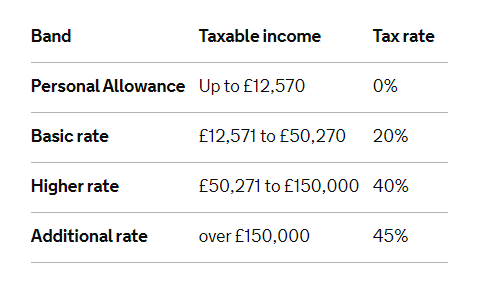 Band Taxable income Tax rate
Personal Allowance Up to £12,570 0%
Basic rate £12,571 to £50,270 20%
Higher rate £50,271 to £150,000 40%
Additional rate over £150,000 45%